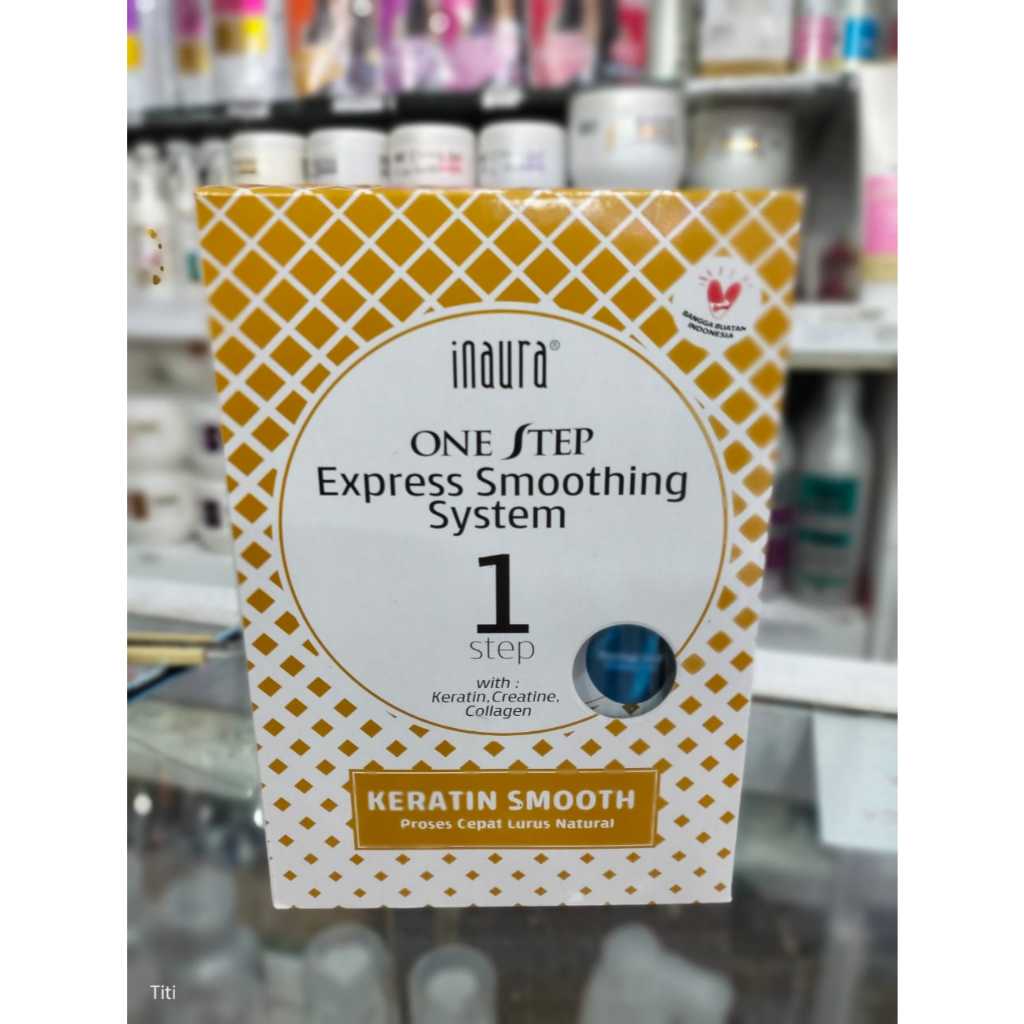 BANGGA BUATAN
INDONESIA
inaura®
ONE STEP
Express Smoothing
System
1
step
with :
Keratin, Creatine,
Collagen
KERATIN SMOOTH
Proses Cepat Lurus Natural
Titi